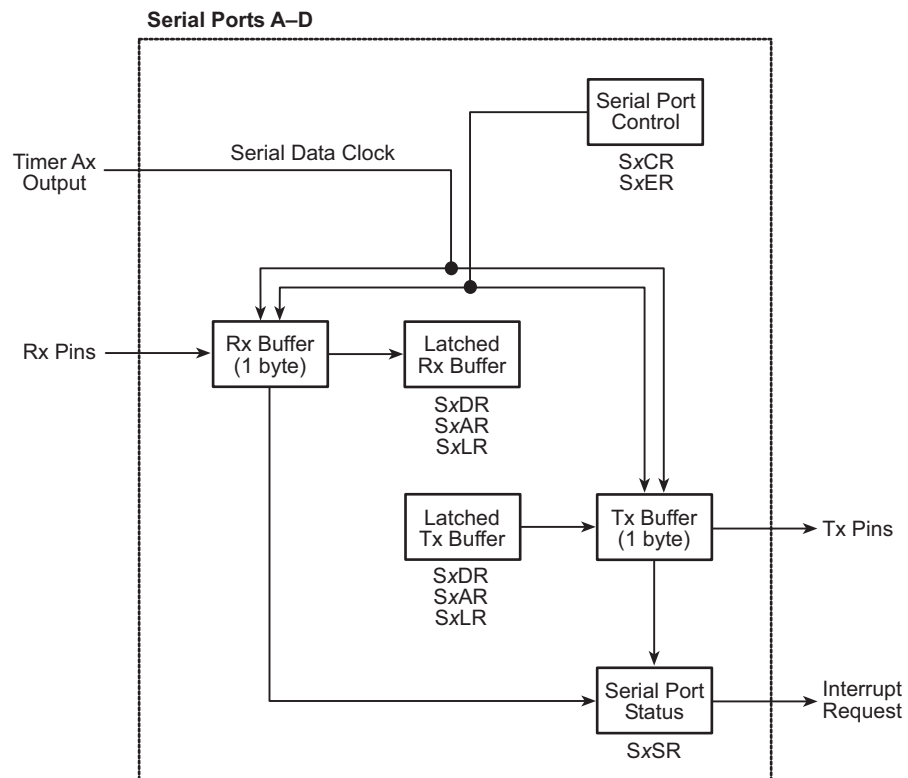 Serial Ports A–D
Serial Port
Control
SxCR
SxER
Serial Data Clock
Timer Ax
Output
Rx Pins
Rx Buffer
(1 byte)
Latched
Rx Buffer
SxDR
SxAR
SxLR
Latched
Tx Buffer
SxDR
SxAR
SxLR
Tx Buffer
(1 byte)
Tx Pins
Serial Port
Status
SxSR
Interrupt
Request